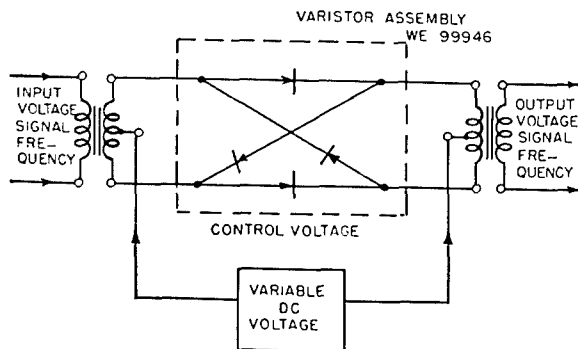 VARISTOR ASSEMBLY
WE 99946
INPUT
VOLTAGE
SIGNAL
FRE-
QUENCY
OUTPUT
VOLTAGE
SIGNAL
FRE-
QUENCY
CONTROL VOLTAGE
VARIABLE
DC
VOLTAGE